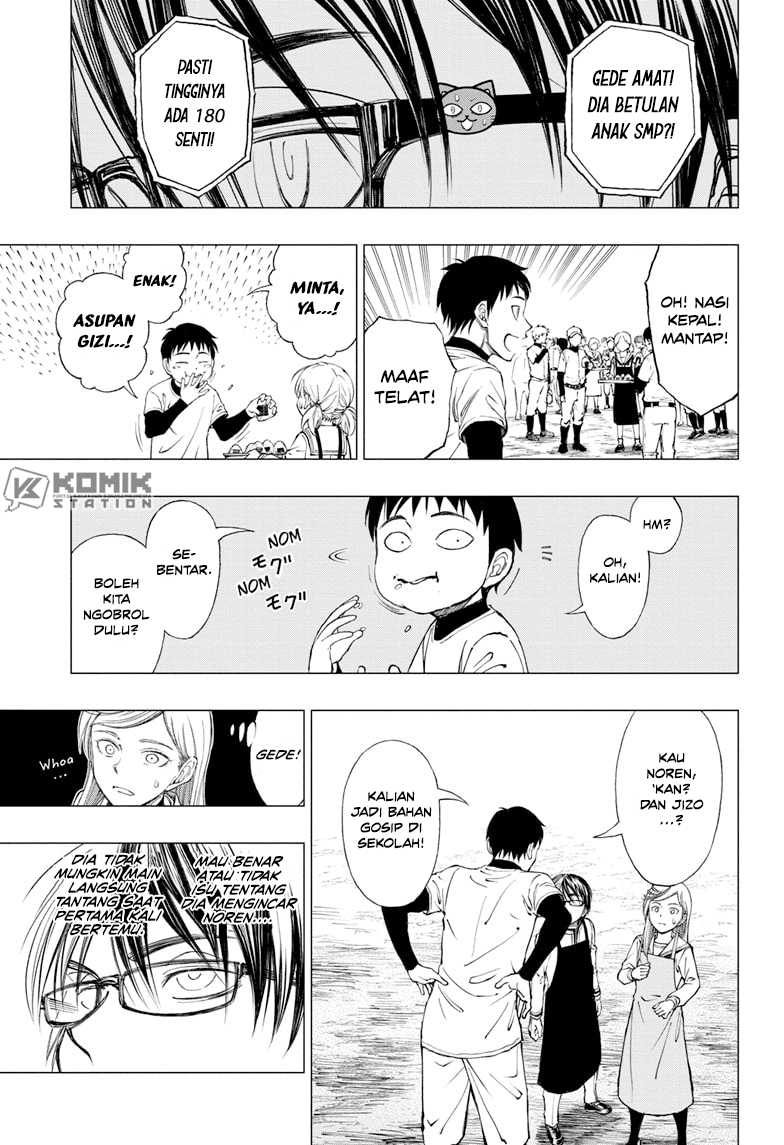 GEDE AMAT!
DIA BETULAN
ANAK SMP?!
PASTI
TINGGINYA
ADA 180
SENTI!
OH! NASI
KEPAL!
MANTAP!
MAAF
TELAT!
MINTA,
YA...!
ENAK!
ASUPAN
GIZI...!
KOMIK
STATION
HM?
OH,
KALIAN!
NOM
モグ
NOM
モグ
SE-
BENTAR.
BOLEH
KITA
NGOBROL
DULU?
KAU
NOREN,
'KAN?
DAN JIZO
...?
KALIAN
JADI BAHAN
GOSIP DI
SEKOLAH!
GEDE!
Whoa
...
MAU BENAR
ATAU TIDAK
ISU TENTANG
DIA MENGINCAR
NOREN....
DIA TIDAK
MUNGKIN MAIN
LANGSUNG
TANTANG SAAT
PERTAMA KALI
BERTEMU.